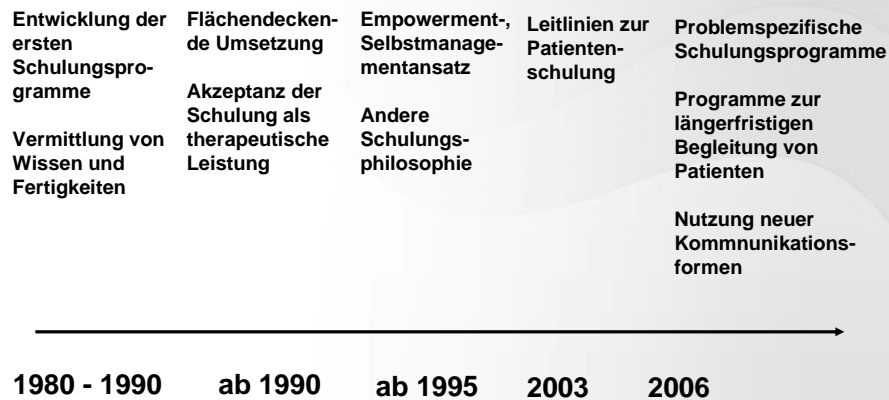 Entwicklung der
ersten
Schulungspro-
gramme
Vermittlung von
Wissen und
Fertigkeiten
Flächendecken-
de Umsetzung
Akzeptanz der
Schulung als
therapeutische
Leistung
Empowerment-,
Selbstmanage-
mentansatz
Andere
Schulungs-
philosophie
Leitlinien zur
Patienten-
schulung
Problemspezifische
Schulungsprogramme
Programme zur
längerfristigen
Begleitung von
Patienten
Nutzung neuer
Kommnunikations-
formen
1980 - 1990
ab 1990
ab 1995
2003
2006